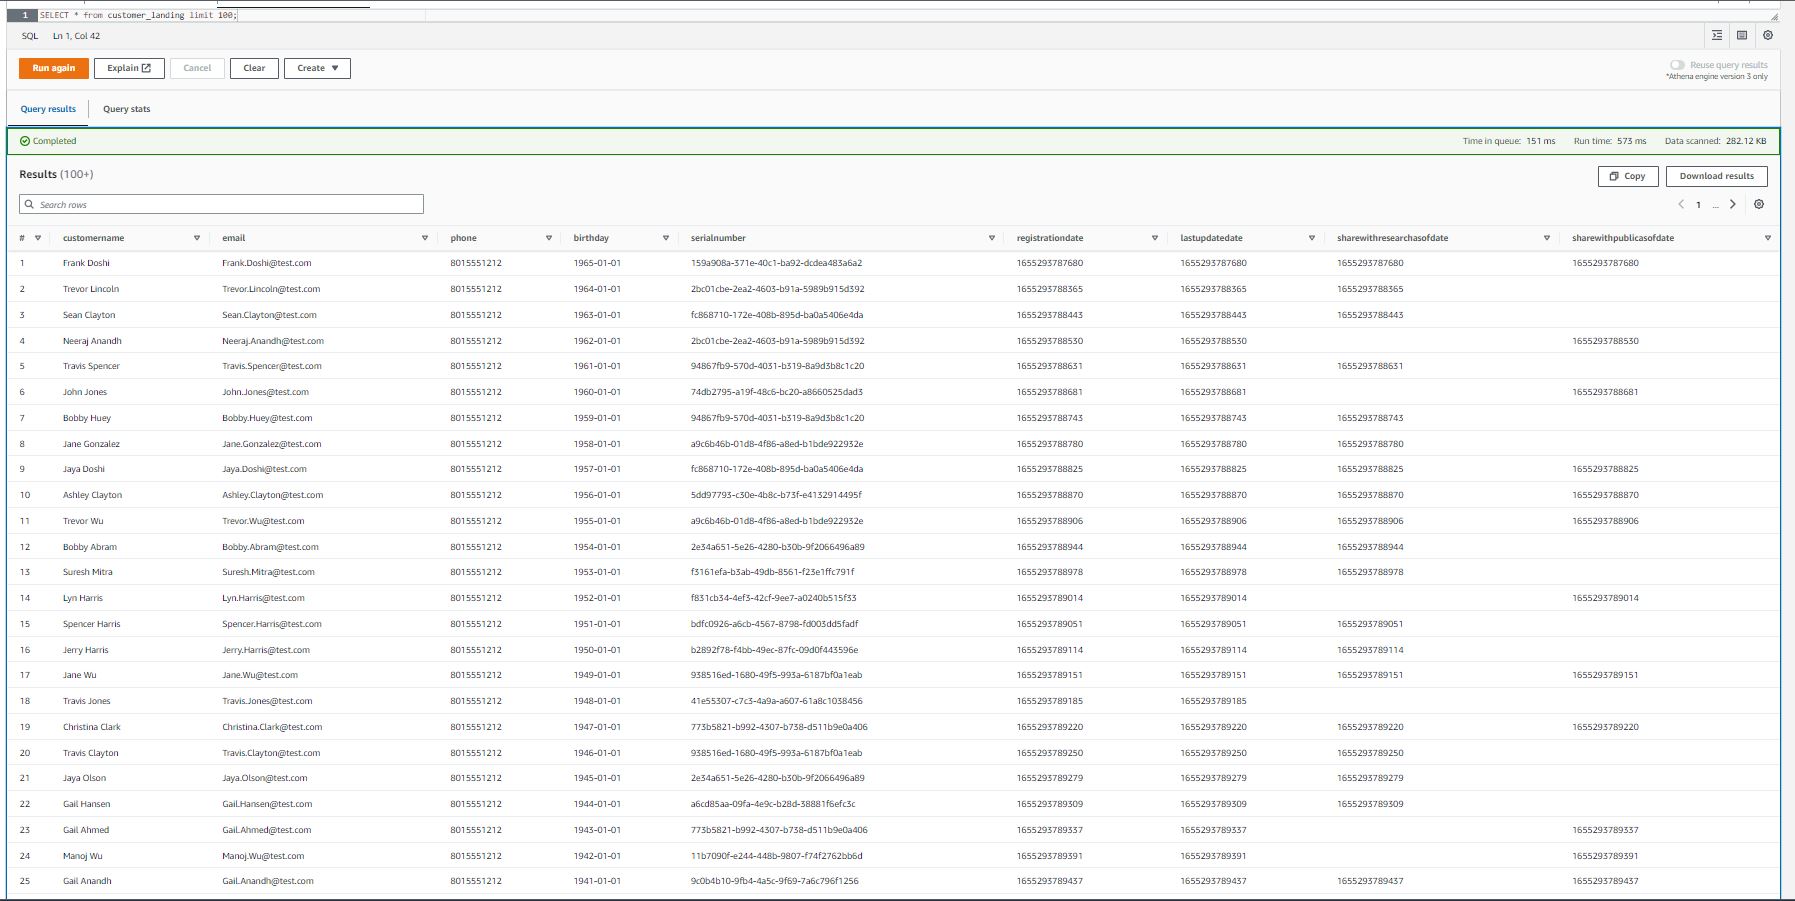 1 SELECT * from customer_landing limit 100;
SQL Ln 1, Col 42
Run again Explain Cancel Clear Create
Reuse query results
*Athena engine version 3 only
Query results Query stats
Completed Time in queue: 151 ms Run time: 573 ms Data scanned: 282.12 KB
Results (100+) Copy Download results
Search rows 1 ...
# customername email phone birthday serialnumber registrationdate lastupdatedate sharewithresearchasofdate sharewithpublicasofdate
1 Frank Doshi Frank.Doshi@test.com 8015551212 1965-01-01 159a908a-371e-40c1-ba92-dcdea483a6a2 1655293787680 1655293787680 1655293787680 1655293787680
2 Trevor Lincoln Trevor.Lincoln@test.com 8015551212 1964-01-01 2bc01cbe-2ea2-4603-b91a-5989b915d392 1655293788365 1655293788365 1655293788365
3 Sean Clayton Sean.Clayton@test.com 8015551212 1963-01-01 fc868710-172e-408b-895d-ba0a5406e4da 1655293788443 1655293788443 1655293788443
4 Neeraj Anandh Neeraj.Anandh@test.com 8015551212 1962-01-01 2bc01cbe-2ea2-4603-b91a-5989b915d392 1655293788530 1655293788530 1655293788530
5 Travis Spencer Travis.Spencer@test.com 8015551212 1961-01-01 94867fb9-570d-4031-b319-8a9d3b8c1c20 1655293788631 1655293788631 1655293788631
6 John Jones John.Jones@test.com 8015551212 1960-01-01 74db2795-a19f-48c6-bc20-a8660525dad3 1655293788681 1655293788681 1655293788681
7 Bobby Huey Bobby.Huey@test.com 8015551212 1959-01-01 94867fb9-570d-4031-b319-8a9d3b8c1c20 1655293788743 1655293788743 1655293788743
8 Jane Gonzalez Jane.Gonzalez@test.com 8015551212 1958-01-01 a9c6b46b-01d8-4f86-a8ed-b1bde922932e 1655293788780 1655293788780 1655293788780
9 Jaya Doshi Jaya.Doshi@test.com 8015551212 1957-01-01 fc868710-172e-408b-895d-ba0a5406e4da 1655293788825 1655293788825 1655293788825 1655293788825
10 Ashley Clayton Ashley.Clayton@test.com 8015551212 1956-01-01 5dd97793-c30e-4b8c-b73f-e4132914495f 1655293788870 1655293788870 1655293788870 1655293788870
11 Trevor Wu Trevor.Wu@test.com 8015551212 1955-01-01 a9c6b46b-01d8-4f86-a8ed-b1bde922932e 1655293788906 1655293788906 1655293788906 1655293788906
12 Bobby Abram Bobby.Abram@test.com 8015551212 1954-01-01 2e34a651-5e26-4280-b30b-9f2066496a89 1655293788944 1655293788944 1655293788944
13 Suresh Mitra Suresh.Mitra@test.com 8015551212 1953-01-01 f3161efa-b3ab-49db-8561-f23e1ffc791f 1655293788978 1655293788978 1655293788978
14 Lyn Harris Lyn.Harris@test.com 8015551212 1952-01-01 f831cb34-4ef3-42cf-9ee7-a0240b515f33 1655293789014 1655293789014 1655293789014
15 Spencer Harris Spencer.Harris@test.com 8015551212 1951-01-01 bdfc0926-a6cb-4567-8798-fd003dd5fadf 1655293789051 1655293789051 1655293789051
16 Jerry Harris Jerry.Harris@test.com 8015551212 1950-01-01 b2892f78-f4bb-49ec-87fc-09d0f443596e 1655293789114 1655293789114 1655293789114
17 Jane Wu Jane.Wu@test.com 8015551212 1949-01-01 938516ed-1680-49f5-993a-6187bf0a1eab 1655293789151 1655293789151 1655293789151 1655293789151
18 Travis Jones Travis.Jones@test.com 8015551212 1948-01-01 41e55307-c7c3-4a9a-a607-61a8c1038456 1655293789185 1655293789185
19 Christina Clark Christina.Clark@test.com 8015551212 1947-01-01 773b5821-b992-4307-b738-d511b9e0a406 1655293789220 1655293789220 1655293789220 1655293789220
20 Travis Clayton Travis.Clayton@test.com 8015551212 1946-01-01 938516ed-1680-49f5-993a-6187bf0a1eab 1655293789250 1655293789250 1655293789250
21 Jaya Olson Jaya.Olson@test.com 8015551212 1945-01-01 2e34a651-5e26-4280-b30b-9f2066496a89 1655293789279 1655293789279 1655293789279
22 Gail Hansen Gail.Hansen@test.com 8015551212 1944-01-01 a6cd85aa-09fa-4e9c-b28d-38881f6efc3c 1655293789309 1655293789309 1655293789309
23 Gail Ahmed Gail.Ahmed@test.com 8015551212 1943-01-01 773b5821-b992-4307-b738-d511b9e0a406 1655293789337 1655293789337 1655293789337
24 Manoj Wu Manoj.Wu@test.com 8015551212 1942-01-01 11b7090f-e244-448b-9807-f74f2762bb6d 1655293789391 1655293789391 1655293789391
25 Gail Anandh Gail.Anandh@test.com 8015551212 1941-01-01 9c0b4b10-9fb4-4a5c-9f69-7a6c796f1256 1655293789437 1655293789437 1655293789437 1655293789437